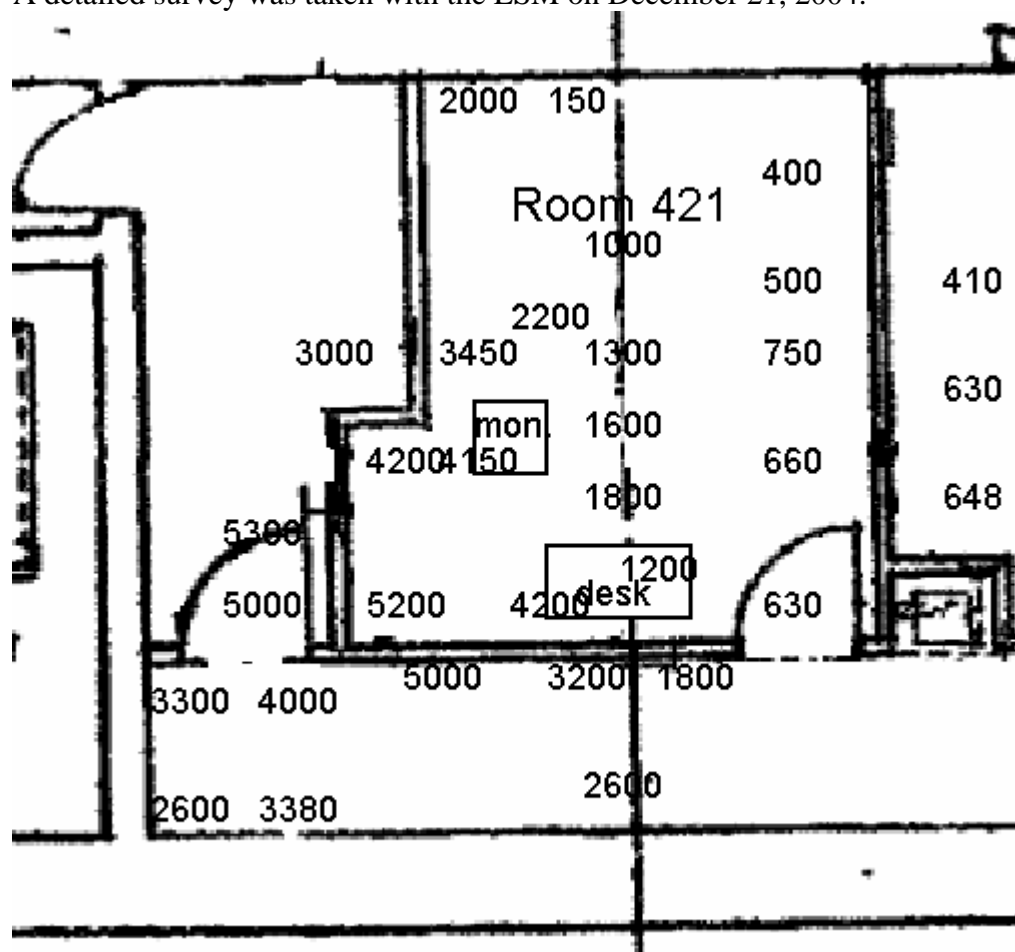 A detailed survey was taken with the ESM on December 21, 2004.
2000 150
400
Room 421
1000
500 410
2200
3000 3450 1300 750
630
mon. 1600
4200 4150 660
1800 648
5300
1200
5000 5200 4200 desk 630
5000 3200 1800
3300 4000
2600
2600 3380